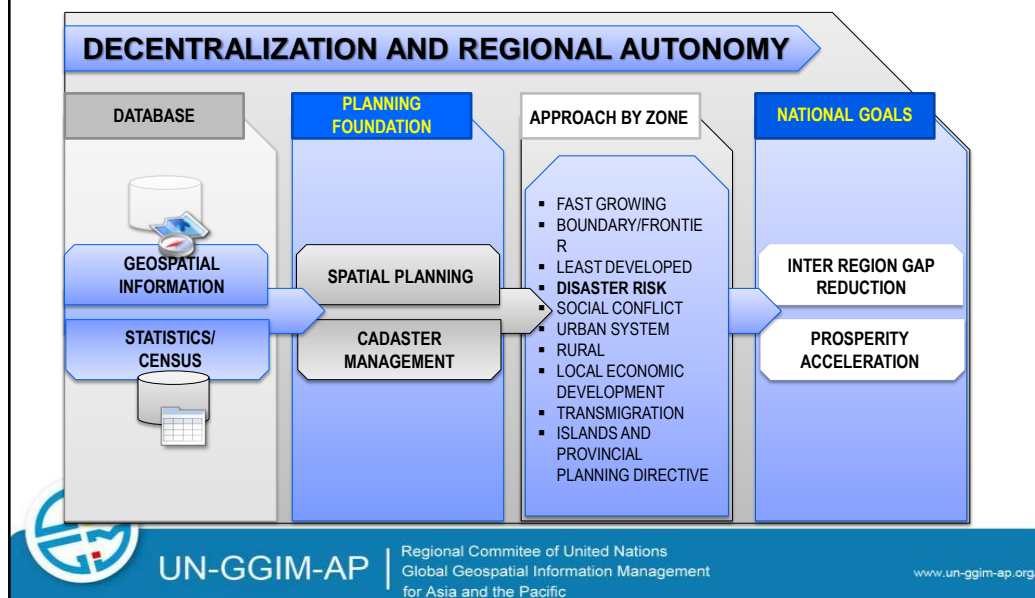 DECENTRALIZATION AND REGIONAL AUTONOMY
DATABASE
GEOSPATIAL
INFORMATION
STATISTICS/
CENSUS
PLANNING
FOUNDATION
SPATIAL PLANNING
CADASTER
MANAGEMENT
APPROACH BY ZONE
▪ FAST GROWING
▪ BOUNDARY/FRONTIE
R
▪ LEAST DEVELOPED
▪ DISASTER RISK
▪ SOCIAL CONFLICT
▪ URBAN SYSTEM
▪ RURAL
▪ LOCAL ECONOMIC
DEVELOPMENT
▪ TRANSMIGRATION
▪ ISLANDS AND
PROVINCIAL
PLANNING DIRECTIVE
NATIONAL GOALS
INTER REGION GAP
REDUCTION
PROSPERITY
ACCELERATION
UN-GGIM-AP
Regional Commitee of United Nations
Global Geospatial Information Management
for Asia and the Pacific
www.un-ggim-ap.org